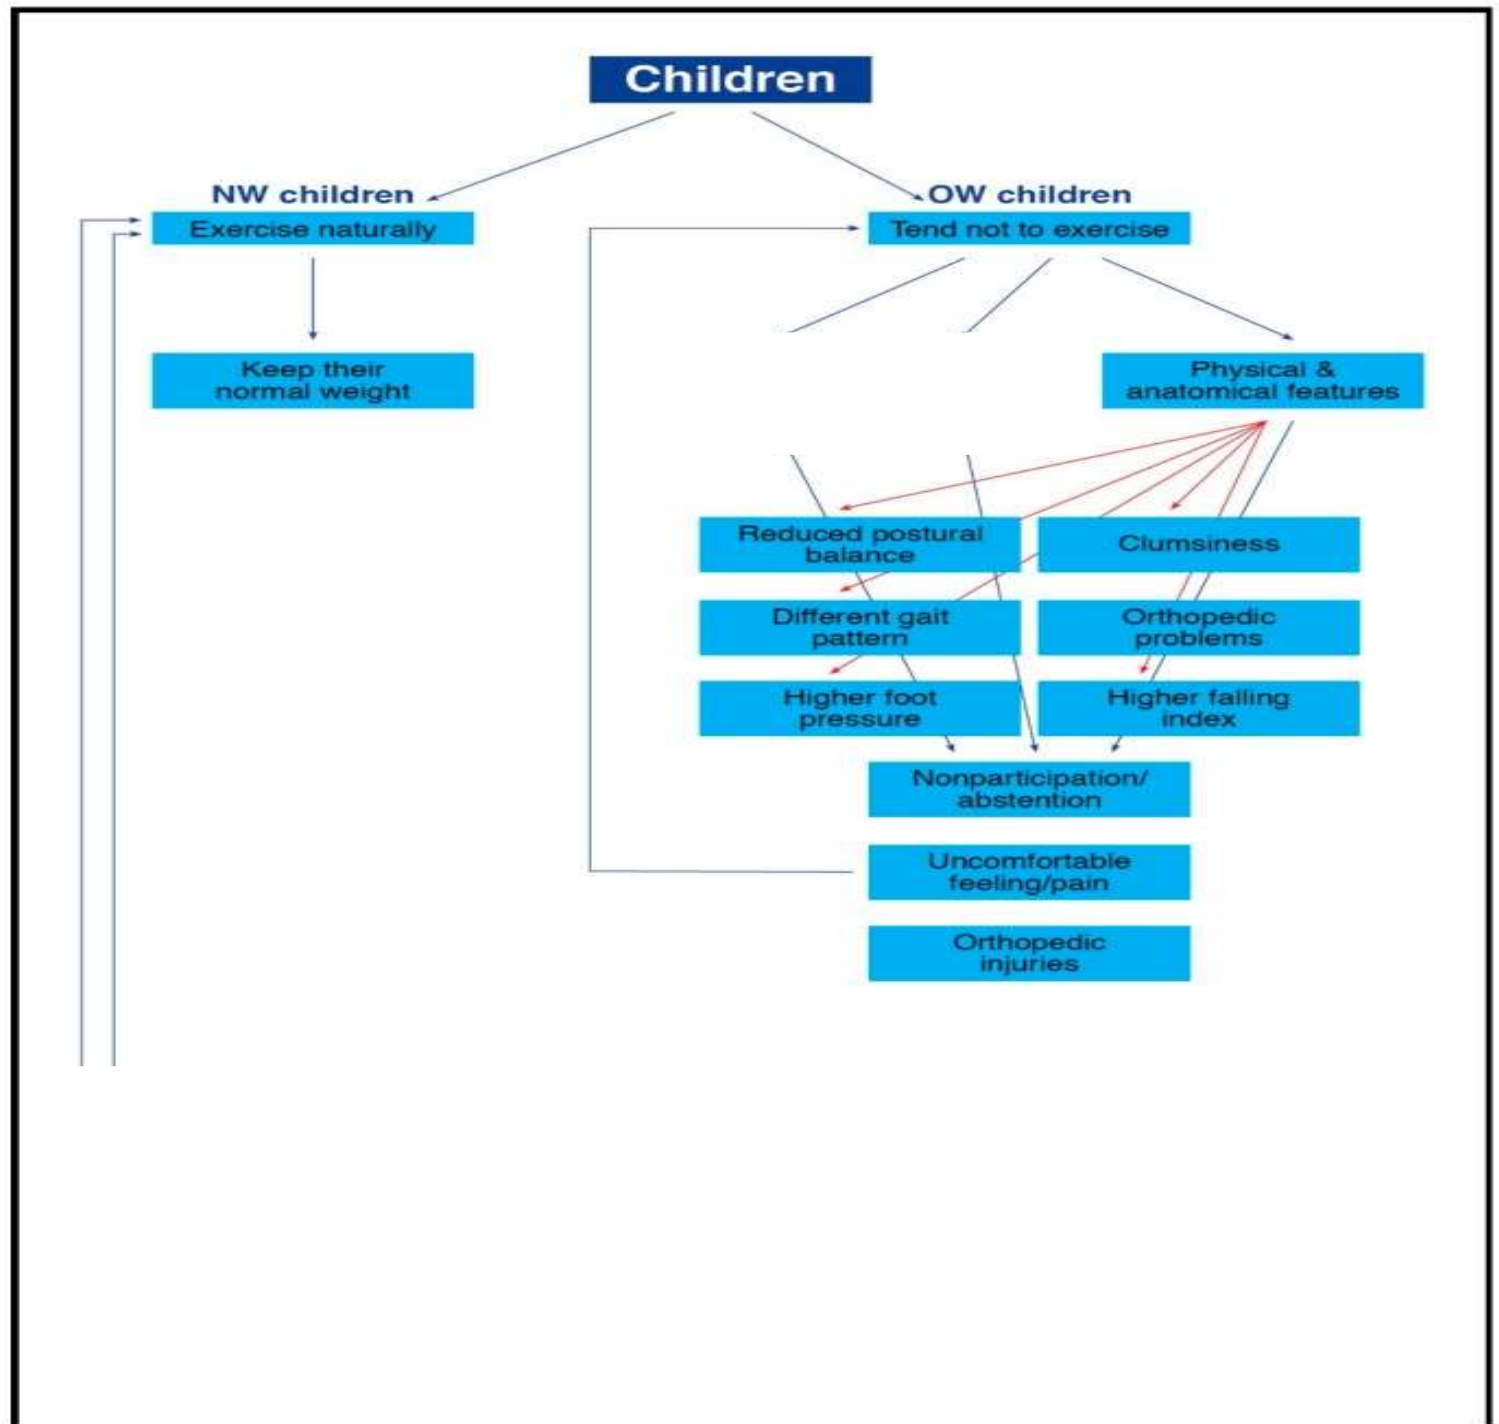 Children
NW children
OW children
Exercise naturally
Tend not to exercise
Keep their
normal weight
Physical &
anatomical features
Reduced postural
balance
Clumsiness
Different gait
pattern
Orthopedic
problems
Higher foot
pressure
Higher falling
index
Nonparticipation/
abstention
Uncomfortable
feeling/pain
Orthopedic
injuries